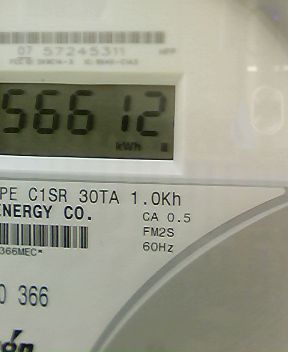 07 57245311
56612
kWh
PE C1SR 30TA 1.0Kh
ENERGY CO.
CA 0.5
FM2S
60Hz
366MEC*
0 366
ron